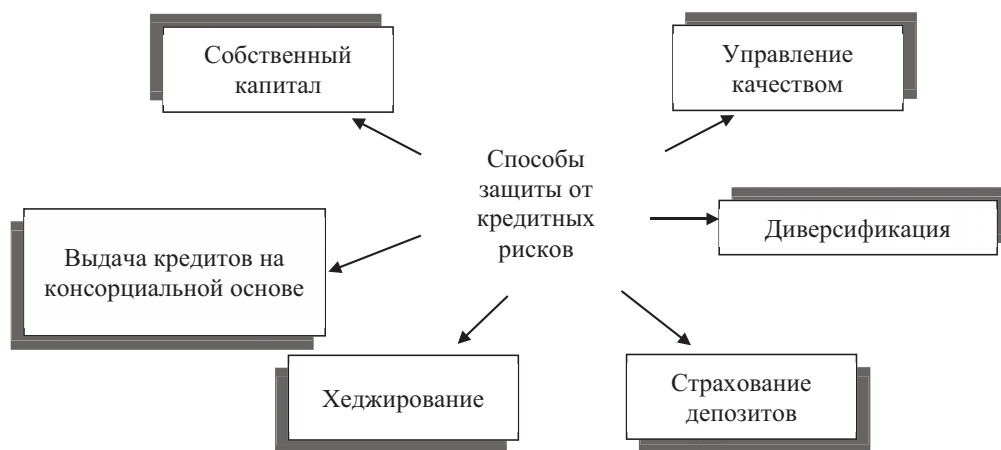 Собственный
капитал
Управление
качеством
Способы
защиты от
кредитных
рисков
Диверсификация
Выдача кредитов на
консорциальной основе
Хеджирование
Страхование
депозитов